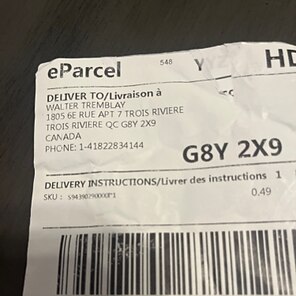 eParcel 548 YYZ HD
DELIVER TO/Livraison à
WALTER TREMBLAY
1805 6E RUE APT 7 TROIS RIVIERE
TROIS RIVIERE QC G8Y 2X9
CANADA
PHONE: 1-41822834144
G8Y 2X9
DELIVERY INSTRUCTIONS/Livrer des instructions 1
SKU : 0.49